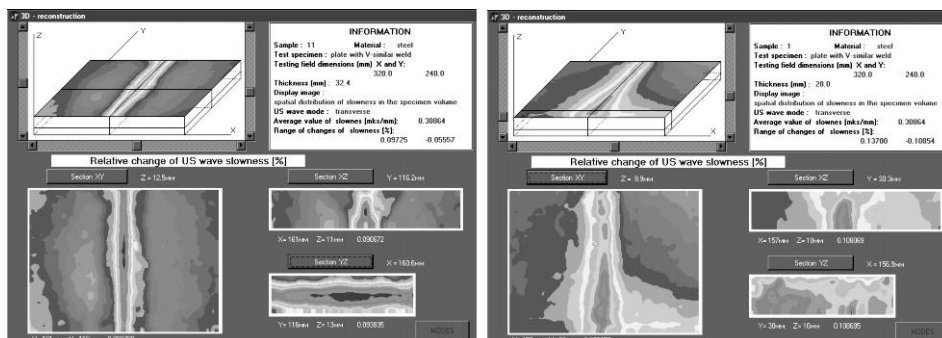 3D - reconstruction
Z
Y
X
INFORMATION
Sample : 11 Material : steel
Test specimen : plate with V-similar weld
Testing field dimensions (mm) X and Y:
320.0 240.0
Thickness (mm) : 32.4
Display image :
spatial distribution of slowness in the specimen volume
US wave mode : transverse
Average value of slownes (mks/mm): 0.30864
Range of changes of slowness [%]:
0.09725 -0.05557
Relative change of US wave slowness [%]
Section XY Z = 12.5мм
Section XZ Y = 116.2мм
X= 161мм Z= 11мм 0.090672
Section YZ X = 160.6мм
Y= 116мм Z= 13мм 0.093835
MODES
3D - reconstruction
Z
Y
X
INFORMATION
Sample : 1 Material : steel
Test specimen : plate with V-similar weld
Testing field dimensions (mm) X and Y:
320.0 240.0
Thickness (mm) : 28.0
Display image :
spatial distribution of slowness in the specimen volume
US wave mode : transverse
Average value of slownes (mks/mm): 0.30864
Range of changes of slowness [%]:
0.13708 -0.10854
Relative change of US wave slowness [%]
Section XY Z = 9.9мм
Section XZ Y = 30.3мм
X= 157мм Z= 10мм 0.108069
Section YZ X = 156.9мм
Y= 30мм Z= 10мм 0.108685
MODES